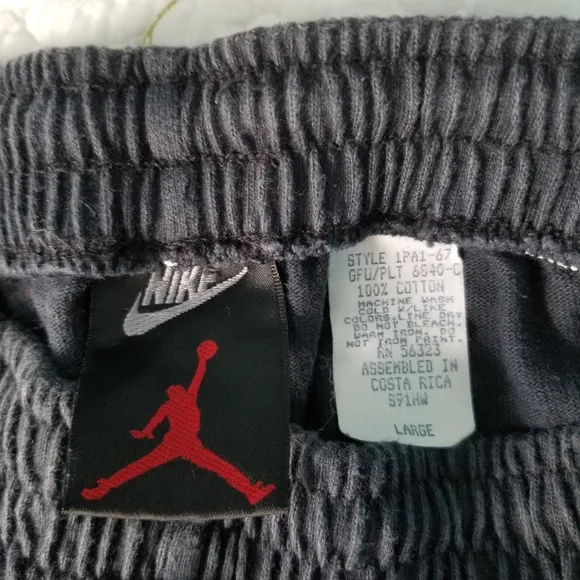 NIKE
STYLE 1PA1-67
GFU/PLT 6840-C
100% COTTON
MACHINE WASH
COLD W/LIKE
COLORS. LINE DRY
DO NOT BLEACH.
WARM IRON. DO
NOT IRON PRINT.
RN 56323
ASSEMBLED IN
COSTA RICA
S91HW
LARGE